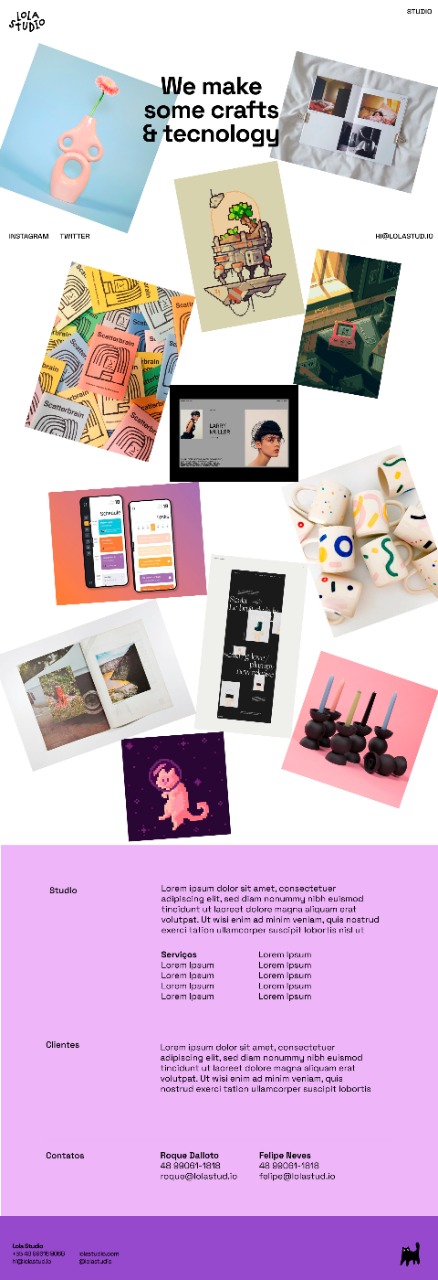 LOLA
STUDIO
STUDIO
We make
some crafts
& tecnology
INSTAGRAM TWITTER
HI@LOLASTUD.IO
Scatterbrain
Scatterbrain
Scatterbrain
Scatterbrain
LARRY
Schedule
Studio
Lorem ipsum dolor sit amet, consectetuer
adipiscing elit, sed diam nonummy nibh euismod
tincidunt ut laoreet dolore magna aliquam erat
volutpat. Ut wisi enim ad minim veniam, quis nostrud
exerci tation ullamcorper suscipit lobortis nisl ut
Serviços
Lorem Ipsum
Lorem Ipsum
Lorem Ipsum
Lorem Ipsum
Lorem Ipsum
Lorem Ipsum
Lorem Ipsum
Lorem Ipsum
Lorem Ipsum
Clientes
Lorem ipsum dolor sit amet, consectetuer
adipiscing elit, sed diam nonummy nibh euismod
tincidunt ut laoreet dolore magna aliquam erat
volutpat. Ut wisi enim ad minim veniam, quis
nostrud exerci tation ullamcorper suscipit lobortis
Contatos
Roque Dalloto
48 99061-1818
roque@lolastud.io
Felipe Neves
48 99061-1818
felipe@lolastud.io
Lola Studio
lolastudio.com
hi@lolastud.io
@lolastudio